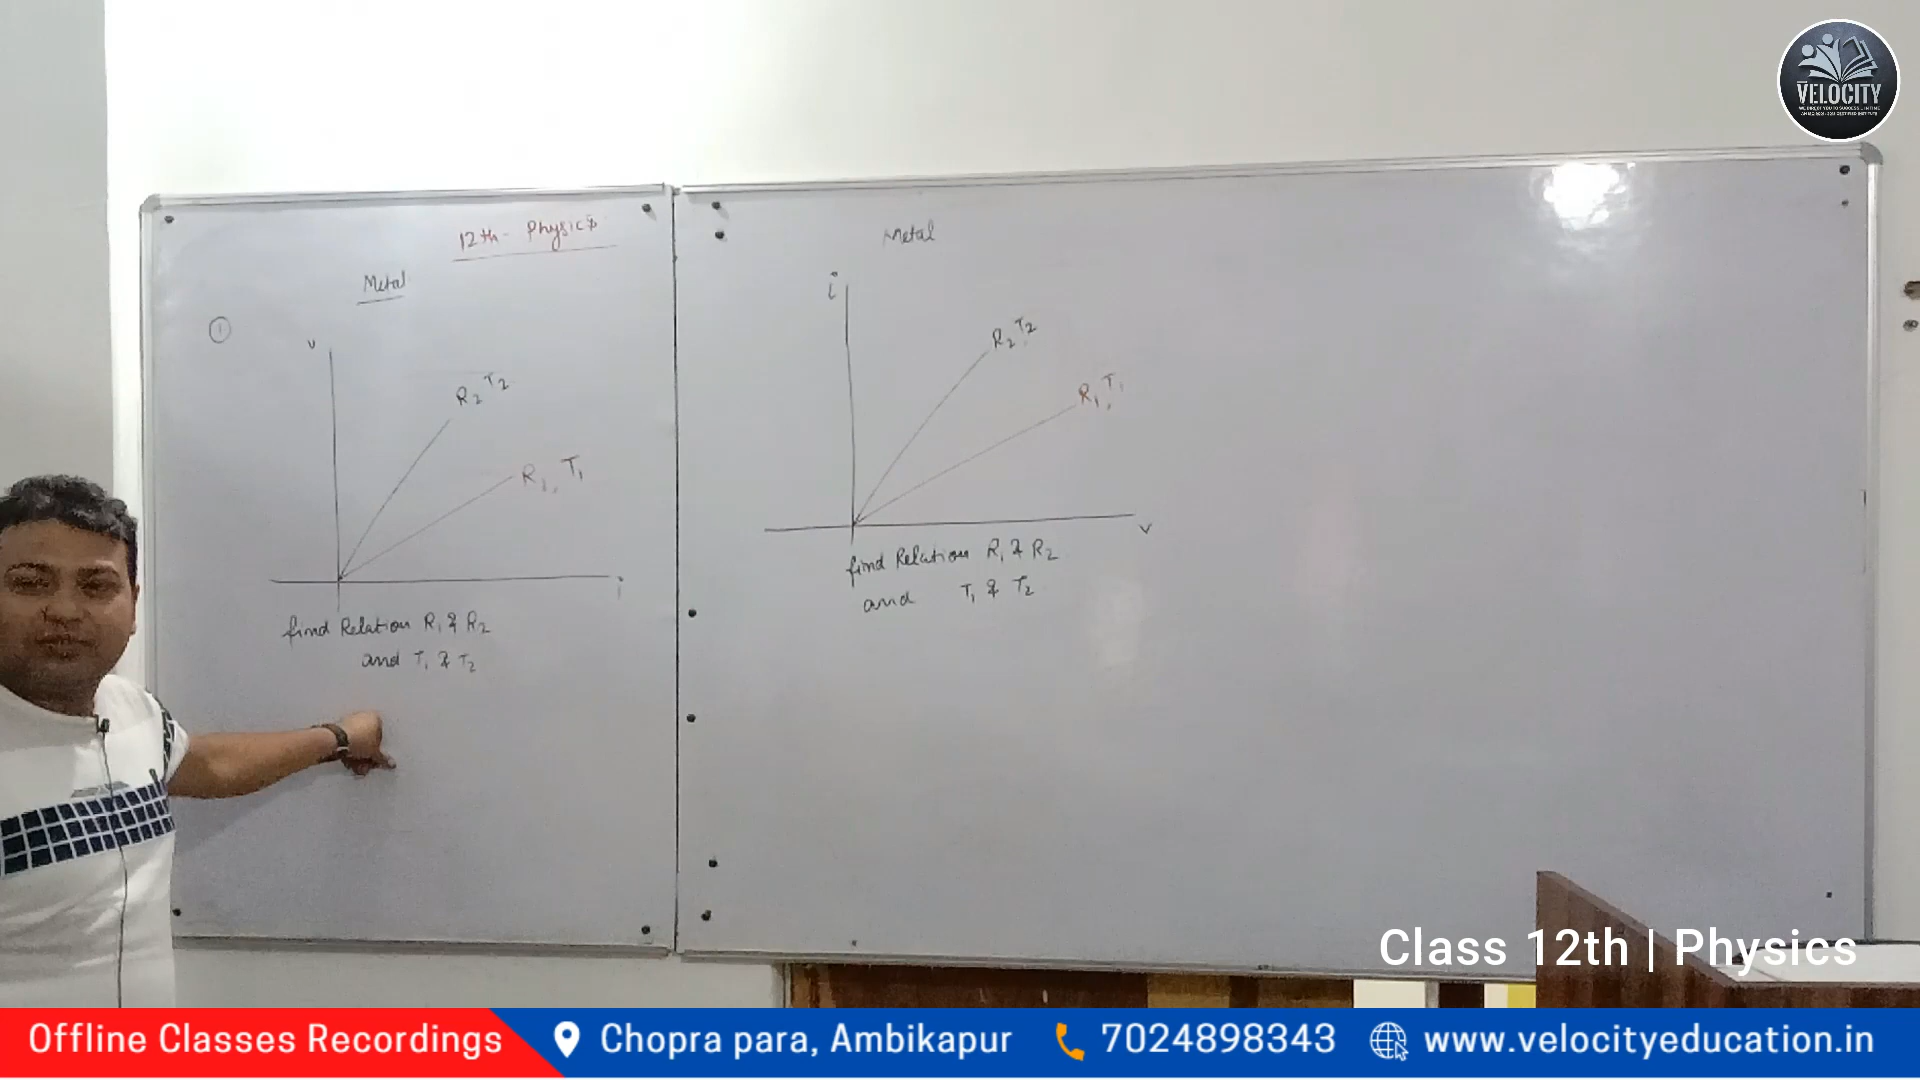 VELOCITY
12th- Physics
Metal
1
v
R2 T2
R1, T1
i
find Relation R1 & R2
and T1 & T2
Metal
i
R2, T2
R1, T1
v
find Relation R1 & R2
and T1 & T2
Class 12th | Physics
Offline Classes Recordings
Chopra para, Ambikapur
7024898343
www.velocityeducation.in